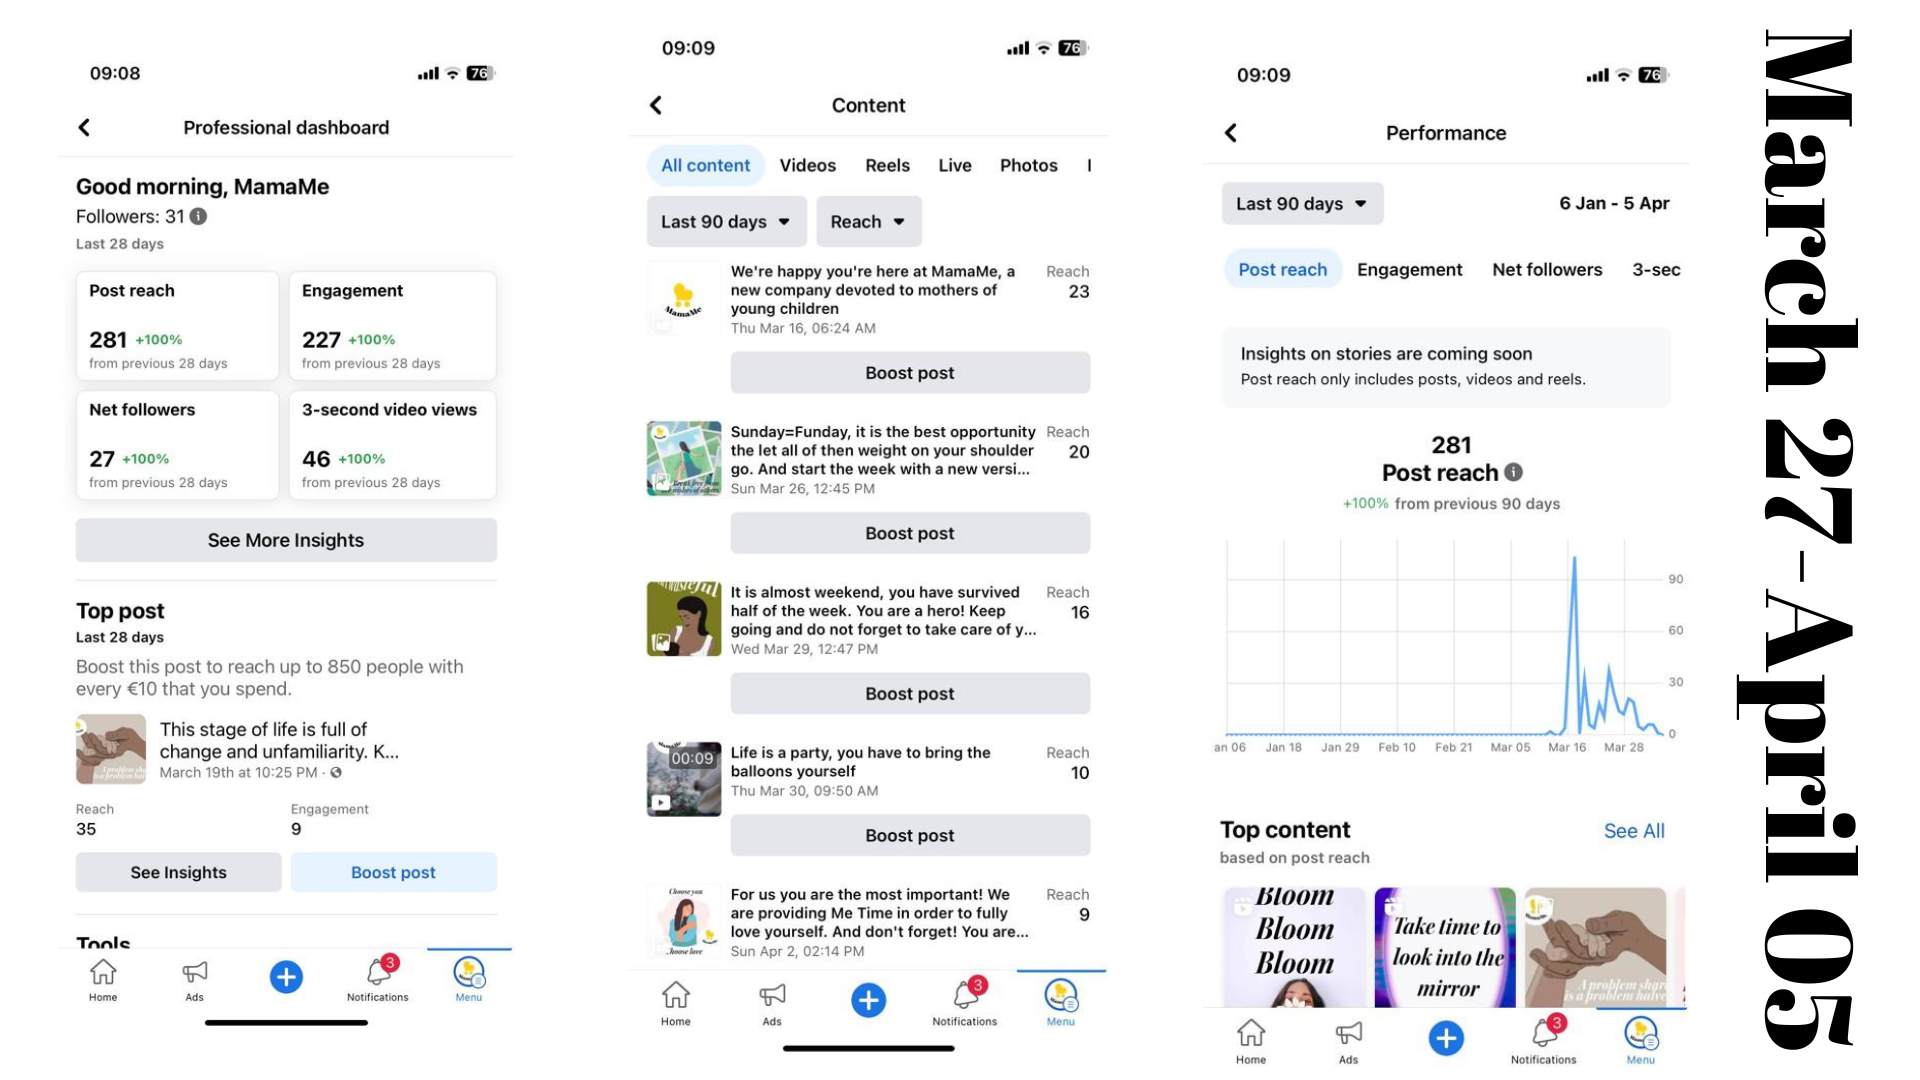 09:08
76
Professional dashboard
Good morning, MamaMe
Followers: 31
Last 28 days
Post reach
281 +100%
from previous 28 days
Engagement
227 +100%
from previous 28 days
Net followers
27 +100%
from previous 28 days
3-second video views
46 +100%
from previous 28 days
See More Insights
Top post
Last 28 days
Boost this post to reach up to 850 people with
every €10 that you spend.
This stage of life is full of
change and unfamiliarity. K...
March 19th at 10:25 PM ·
Reach
35
Engagement
9
See Insights
Boost post
Tools
Home
Ads
3
Notifications
Menu
09:09
76
Content
All content
Videos
Reels
Live
Photos
Last 90 days
Reach
MamaMe
We're happy you're here at MamaMe, a
new company devoted to mothers of
young children
Thu Mar 16, 06:24 AM
Reach
23
Boost post
Sunday=Funday, it is the best opportunity
the let all of then weight on your shoulder
go. And start the week with a new versi...
Sun Mar 26, 12:45 PM
Reach
20
Boost post
It is almost weekend, you have survived
half of the week. You are a hero! Keep
going and do not forget to take care of y...
Wed Mar 29, 12:47 PM
Reach
16
Boost post
00:09
Life is a party, you have to bring the
balloons yourself
Thu Mar 30, 09:50 AM
Reach
10
Boost post
Choose you
For us you are the most important! We
are providing Me Time in order to fully
love yourself. And don't forget! You are...
Sun Apr 2, 02:14 PM
Reach
9
Home
Ads
3
Notifications
Menu
09:09
76
Performance
Last 90 days
6 Jan - 5 Apr
Post reach
Engagement
Net followers
3-sec
Insights on stories are coming soon
Post reach only includes posts, videos and reels.
281
Post reach
+100% from previous 90 days
90
60
30
0
an 06 Jan 18 Jan 29 Feb 10 Feb 21 Mar 05 Mar 16 Mar 28
Top content
See All
based on post reach
Bloom
Bloom
Bloom
Take time to
look into the
mirror
A problem shar
is a problem halve
Home
Ads
3
Notifications
Menu
March 27-April 05